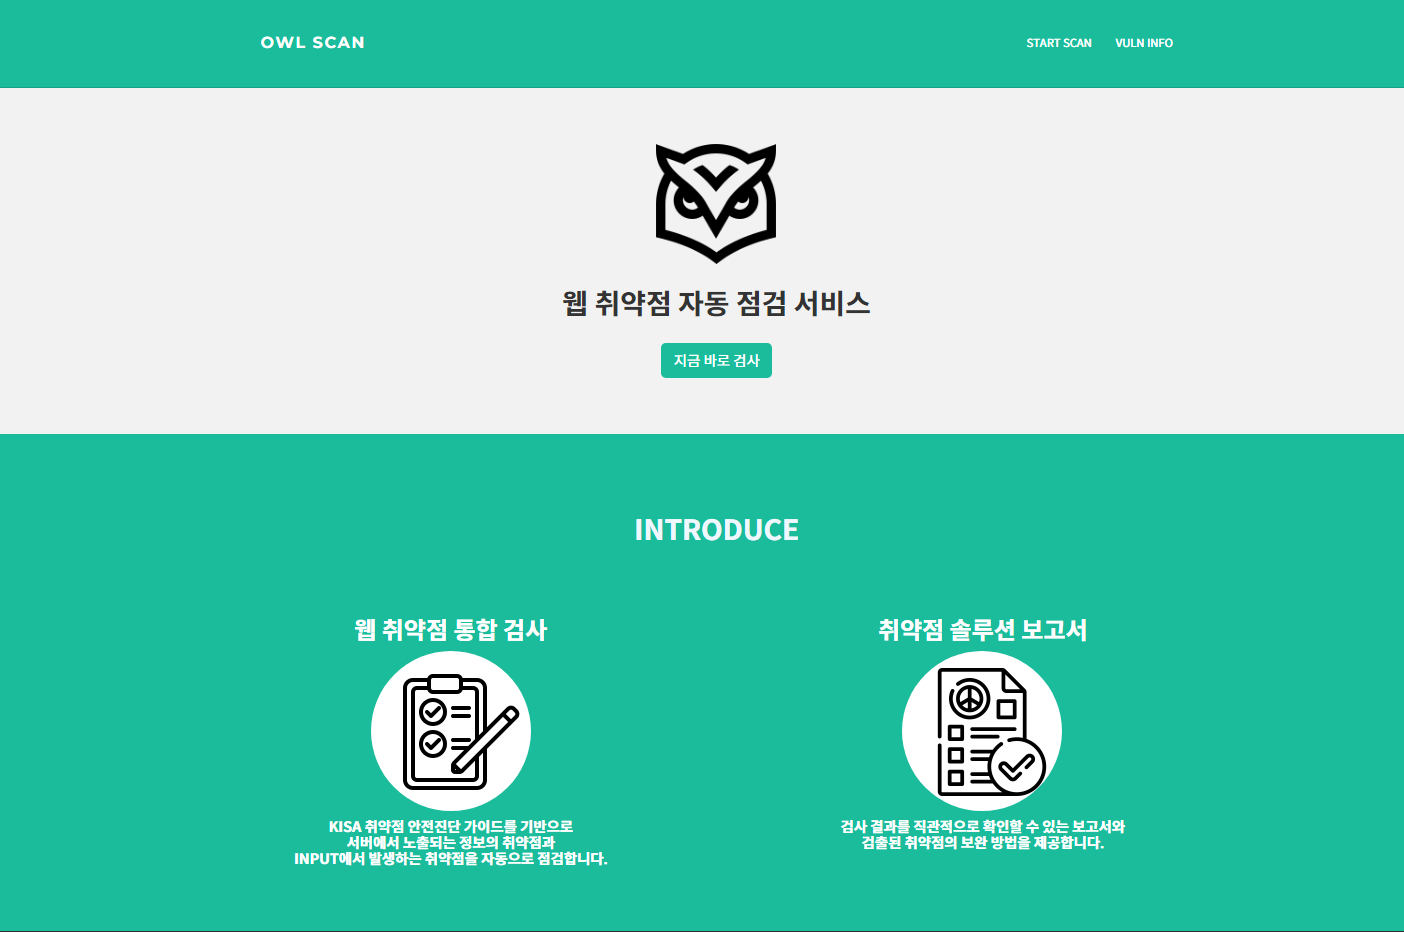 OWL SCAN
START SCAN
VULN INFO
웹 취약점 자동 점검 서비스
지금 바로 검사
INTRODUCE
웹 취약점 통합 검사
KISA 취약점 안전진단 가이드를 기반으로
서버에서 노출되는 정보의 취약점과
INPUT에서 발생하는 취약점을 자동으로 점검합니다.
취약점 솔루션 보고서
검사 결과를 직관적으로 확인할 수 있는 보고서와
검출된 취약점의 보완 방법을 제공합니다.